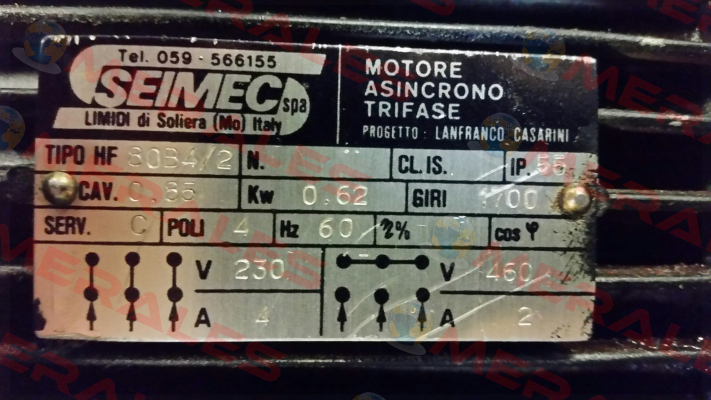 Tel. 059 - 566155
SEIMEC spa
LIMIDI di Soliera (Mo) Italy
MOTORE
ASINCRONO
TRIFASE
PROGETTO : LANFRANCO CASARINI
TIPO HF 80B4/2 N. CL.IS. IP. 55
CAV. 0,85 Kw 0,62 GIRI 1700
SERV. C POLI 4 Hz 60 η% cos φ
V 230 V 460
A 4 A 2
MERALES